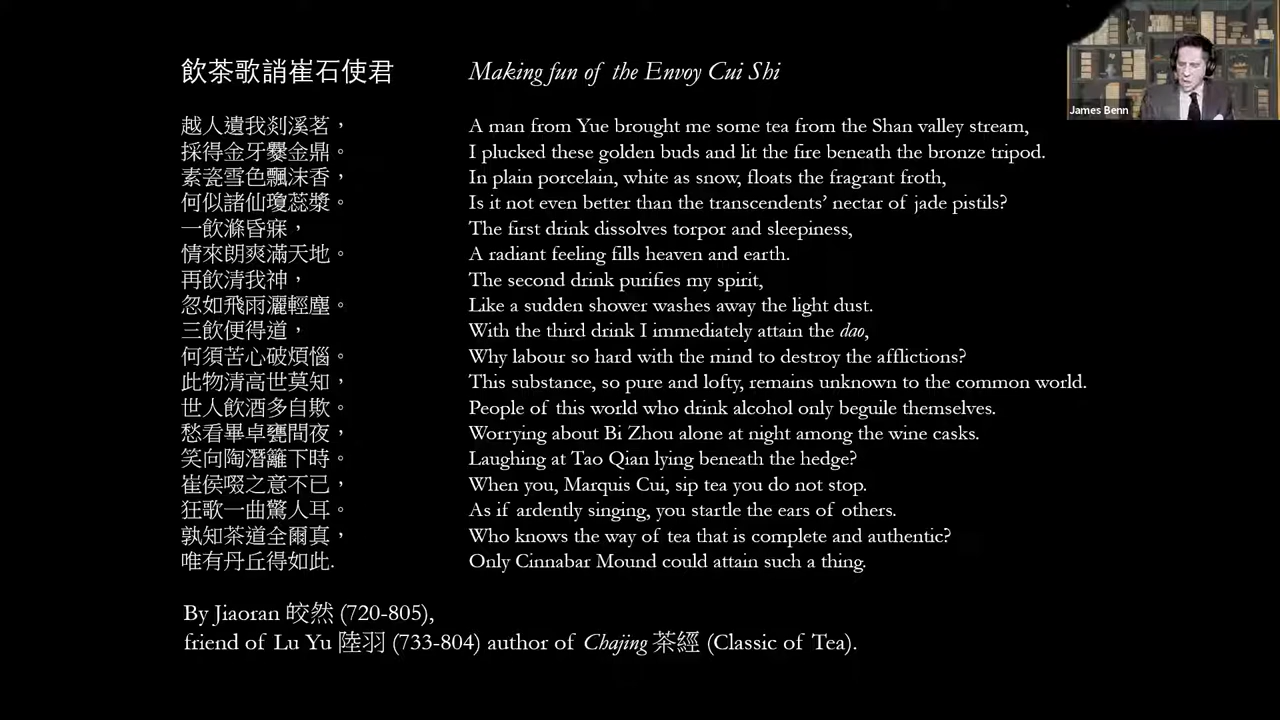 飲茶歌誚崔石使君
Making fun of the Envoy Cui Shi
越人遺我剡溪茗，
採得金牙爨金鼎。
素瓷雪色飄沫香，
何似諸仙瓊蕊漿。
一飲滌昏寐，
情來朗爽滿天地。
再飲清我神，
忽如飛雨灑輕塵。
三飲便得道，
何須苦心破煩惱。
此物清高世莫知，
世人飲酒多自欺。
愁看畢卓甕間夜，
笑向陶潛籬下時。
崔侯啜之意不已，
狂歌一曲驚人耳。
孰知茶道全爾真，
唯有丹丘得如此.
A man from Yue brought me some tea from the Shan valley stream,
I plucked these golden buds and lit the fire beneath the bronze tripod.
In plain porcelain, white as snow, floats the fragrant froth,
Is it not even better than the transcendents’ nectar of jade pistils?
The first drink dissolves torpor and sleepiness,
A radiant feeling fills heaven and earth.
The second drink purifies my spirit,
Like a sudden shower washes away the light dust.
With the third drink I immediately attain the dao,
Why labour so hard with the mind to destroy the afflictions?
This substance, so pure and lofty, remains unknown to the common world.
People of this world who drink alcohol only beguile themselves.
Worrying about Bi Zhou alone at night among the wine casks.
Laughing at Tao Qian lying beneath the hedge?
When you, Marquis Cui, sip tea you do not stop.
As if ardently singing, you startle the ears of others.
Who knows the way of tea that is complete and authentic?
Only Cinnabar Mound could attain such a thing.
By Jiaoran 皎然 (720-805),
friend of Lu Yu 陸羽 (733-804) author of Chajing 茶經 (Classic of Tea).
James Benn